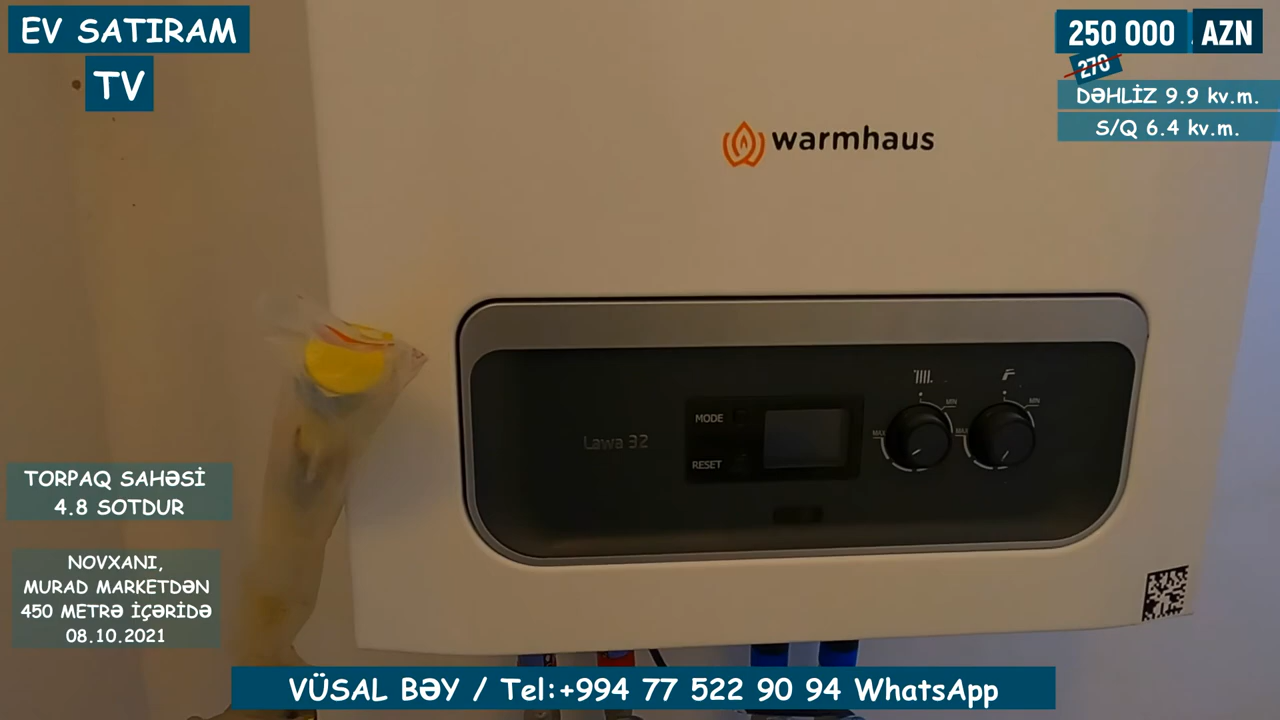 EV SATIRAM
TV
250 000 AZN
270
DƏHLİZ 9.9 kv.m.
S/Q 6.4 kv.m.
warmhaus
MODE
RESET
Lawa 32
MIN
MAX
MIN
MAX
TORPAQ SAHƏSİ
4.8 SOTDUR
NOVXANI,
MURAD MARKETDƏN
450 METRƏ İÇƏRİDƏ
08.10.2021
VÜSAL BƏY / Tel:+994 77 522 90 94 WhatsApp